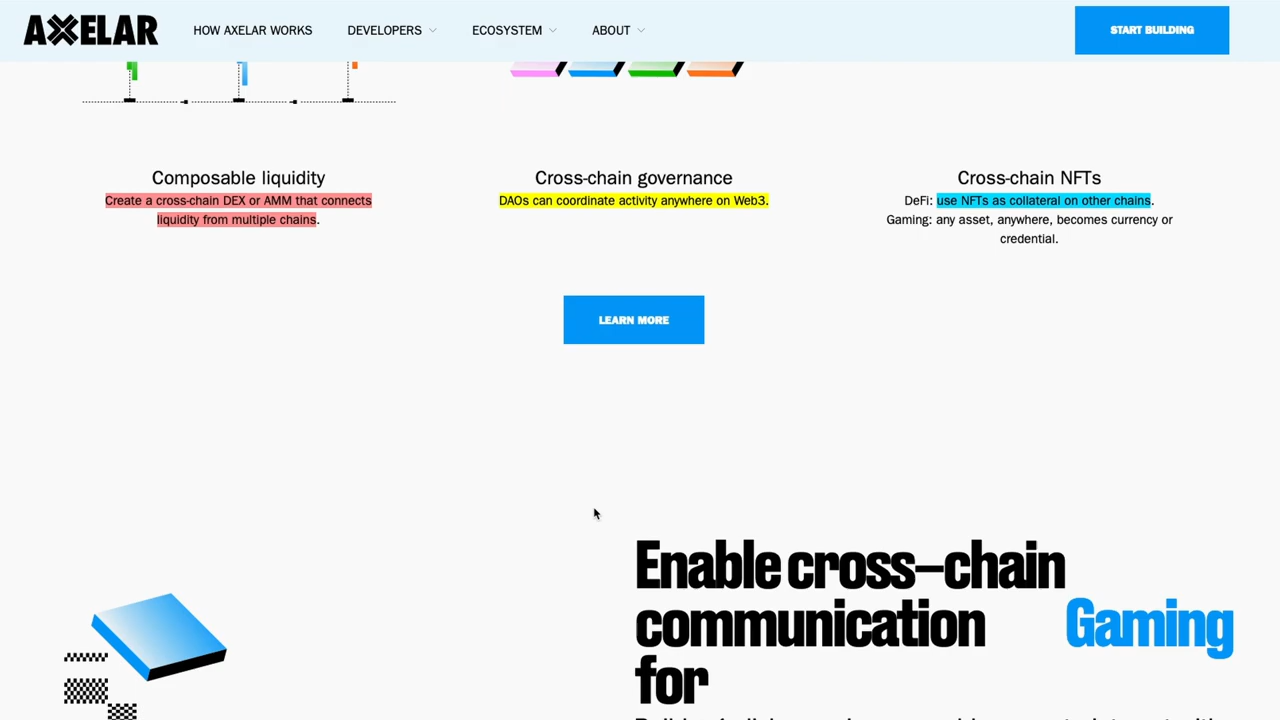 AXELAR
HOW AXELAR WORKS
DEVELOPERS
ECOSYSTEM
ABOUT
START BUILDING
Composable liquidity
Create a cross-chain DEX or AMM that connects
liquidity from multiple chains.
Cross-chain governance
DAOs can coordinate activity anywhere on Web3.
Cross-chain NFTs
DeFi: use NFTs as collateral on other chains.
Gaming: any asset, anywhere, becomes currency or
credential.
LEARN MORE
Enable cross-chain
communication Gaming
for